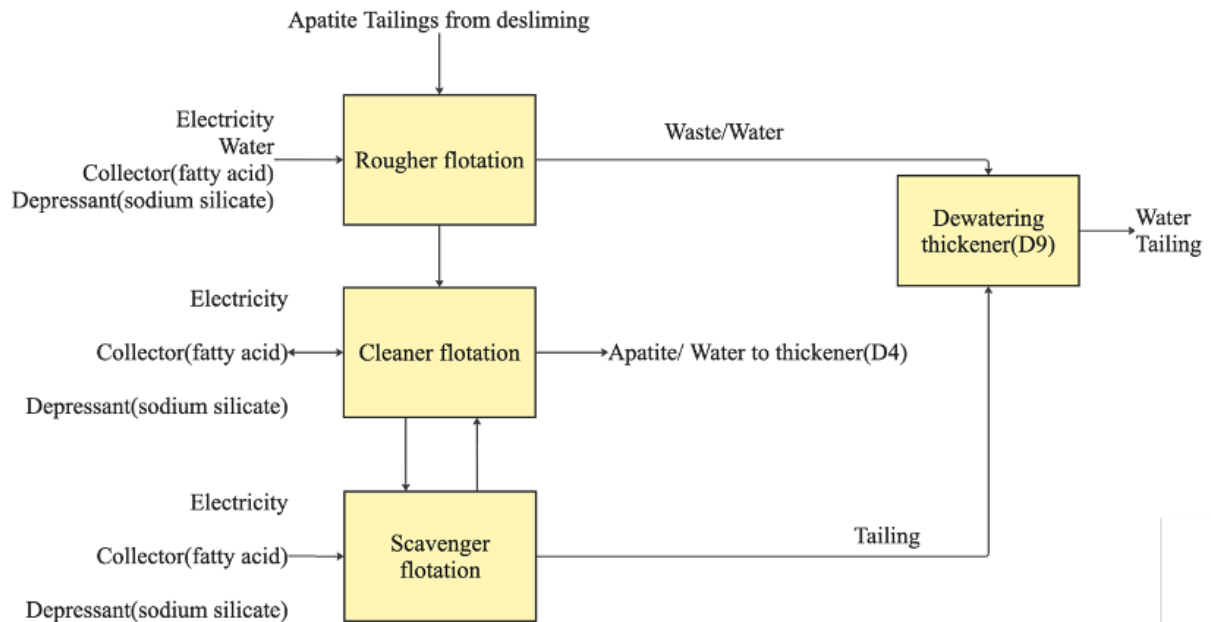 Apatite Tailings from desliming
Electricity
Water
Collector(fatty acid)
Depressant(sodium silicate)
Rougher flotation
Waste/Water
Dewatering
thickener(D9)
Water
Tailing
Electricity
Collector(fatty acid)
Depressant(sodium silicate)
Cleaner flotation
Apatite/ Water to thickener(D4)
Electricity
Collector(fatty acid)
Depressant(sodium silicate)
Scavenger
flotation
Tailing